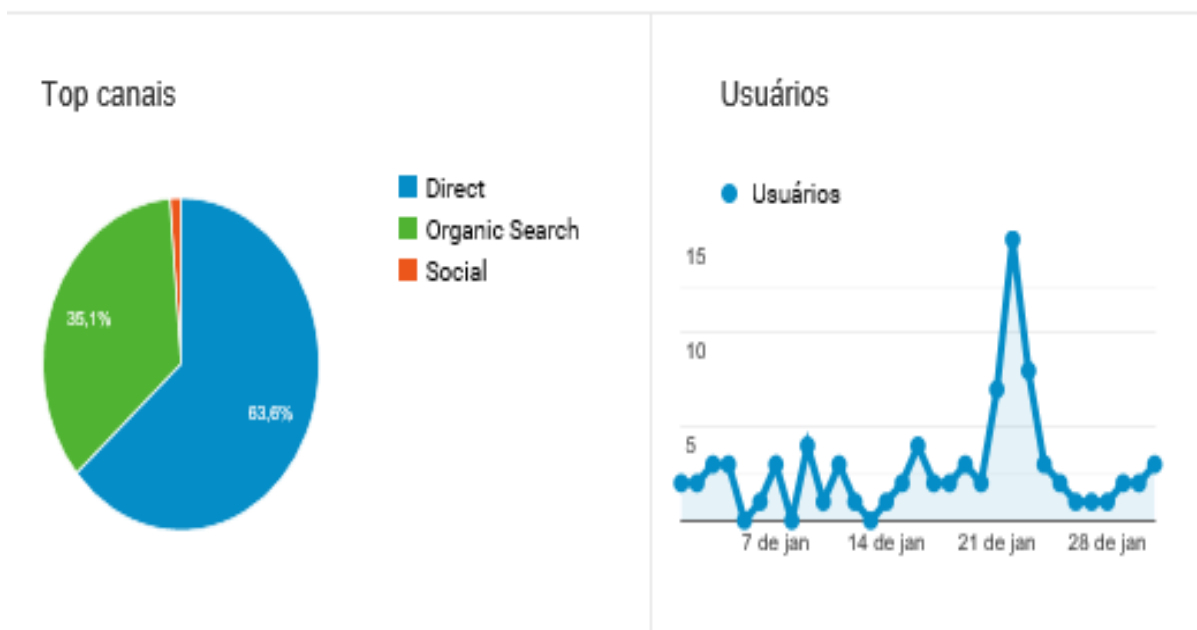 Top canais
Direct
Organic Search
Social
35,1%
63,6%
Usuários
Usuários
15
10
5
7 de jan
14 de jan
21 de jan
28 de jan